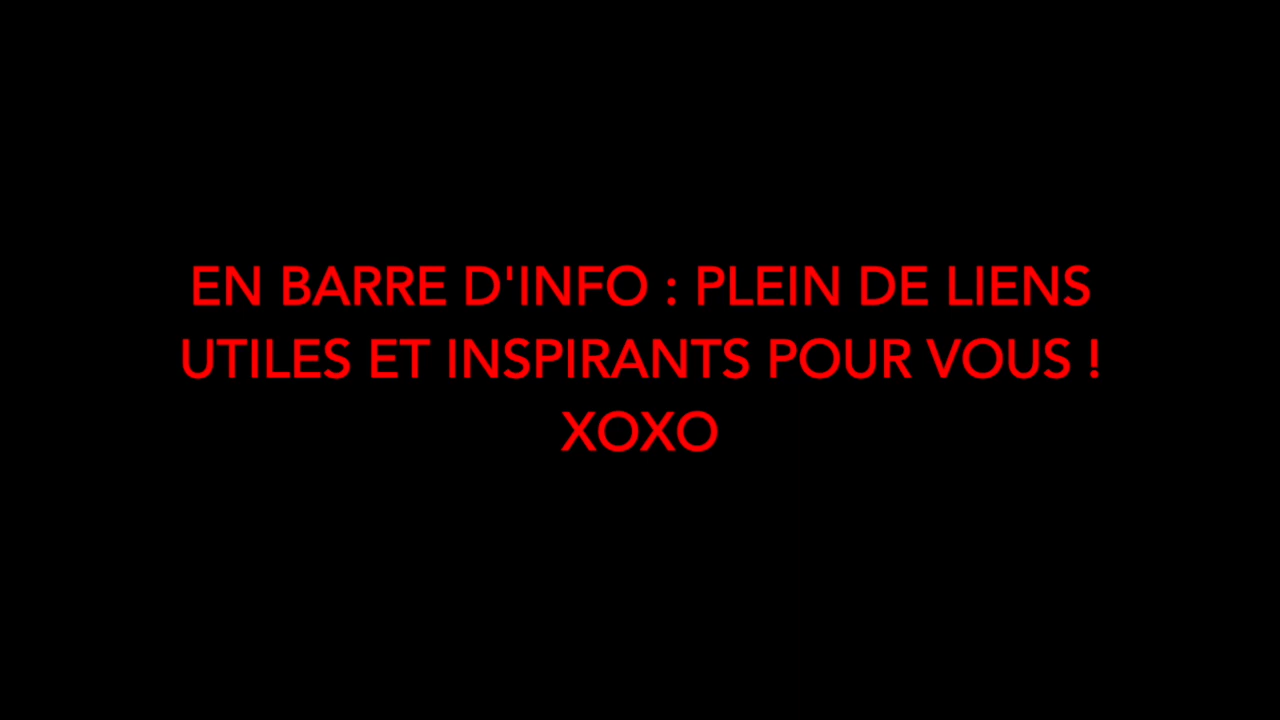 EN BARRE D'INFO : PLEIN DE LIENS
UTILES ET INSPIRANTS POUR VOUS !
XOXO